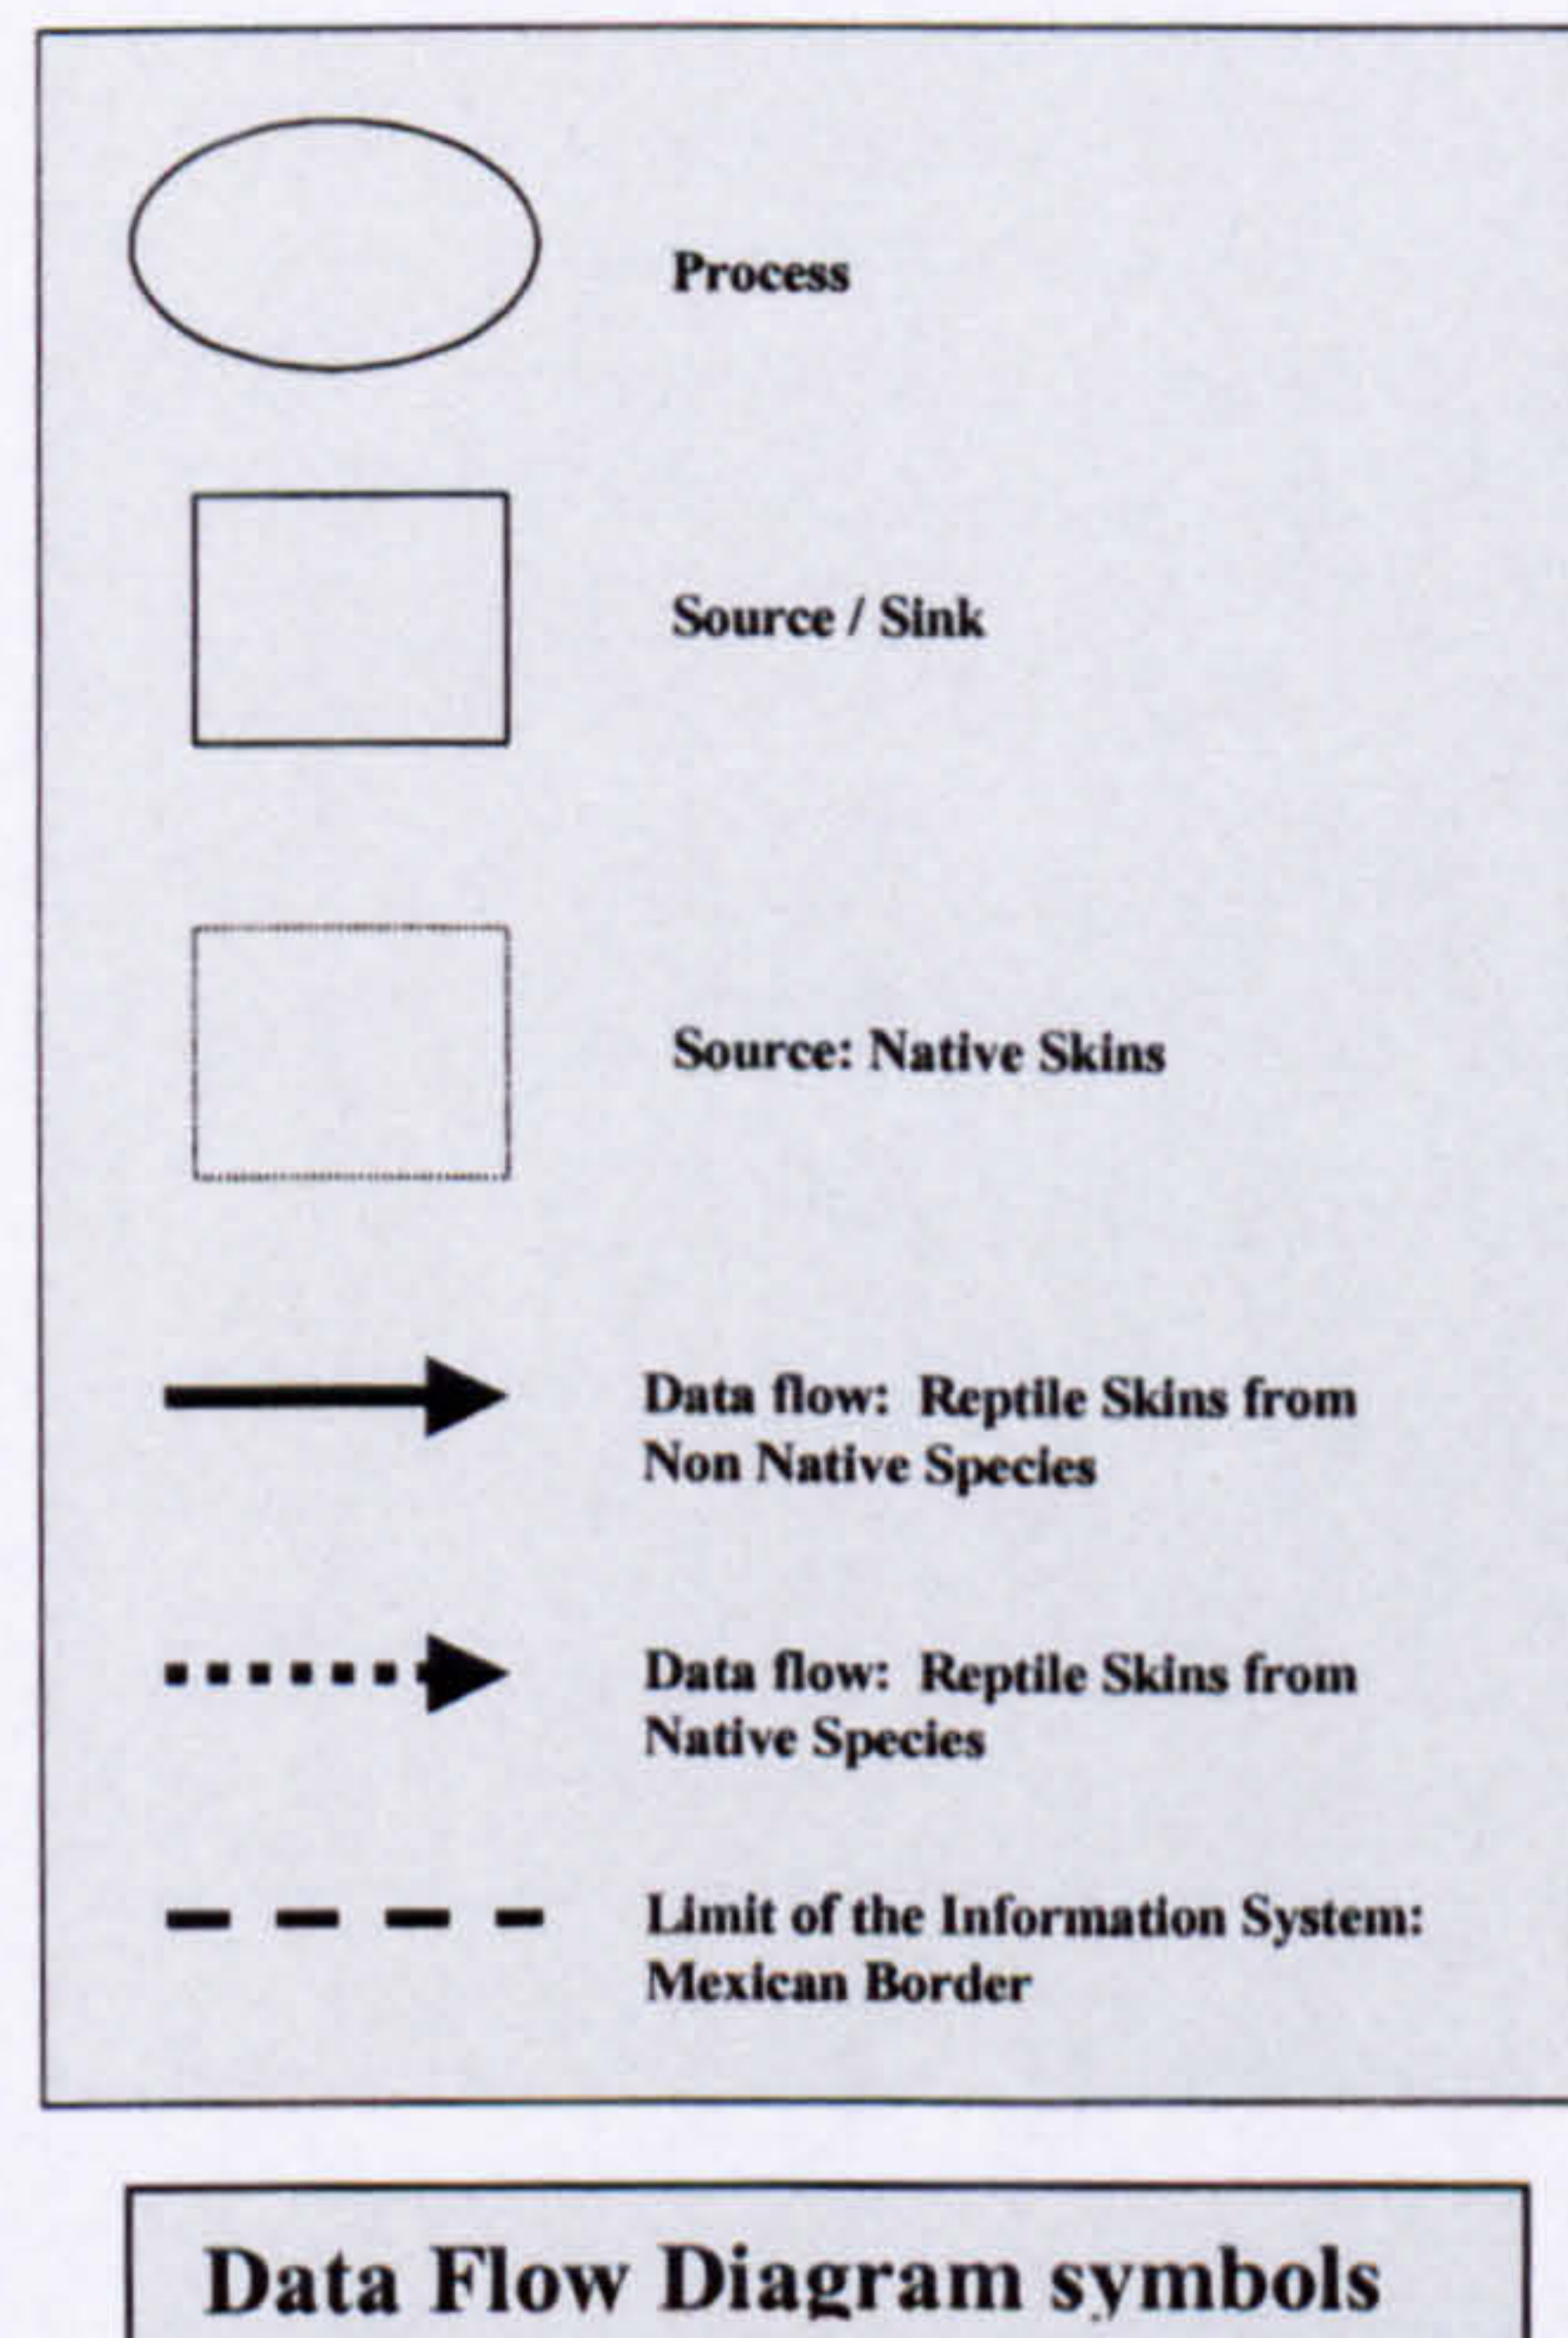 Process
Source / Sink
Source: Native Skins
Data flow: Reptile Skins from
Non Native Species
Data flow: Reptile Skins from
Native Species
Limit of the Information System:
Mexican Border
Data Flow Diagram symbols